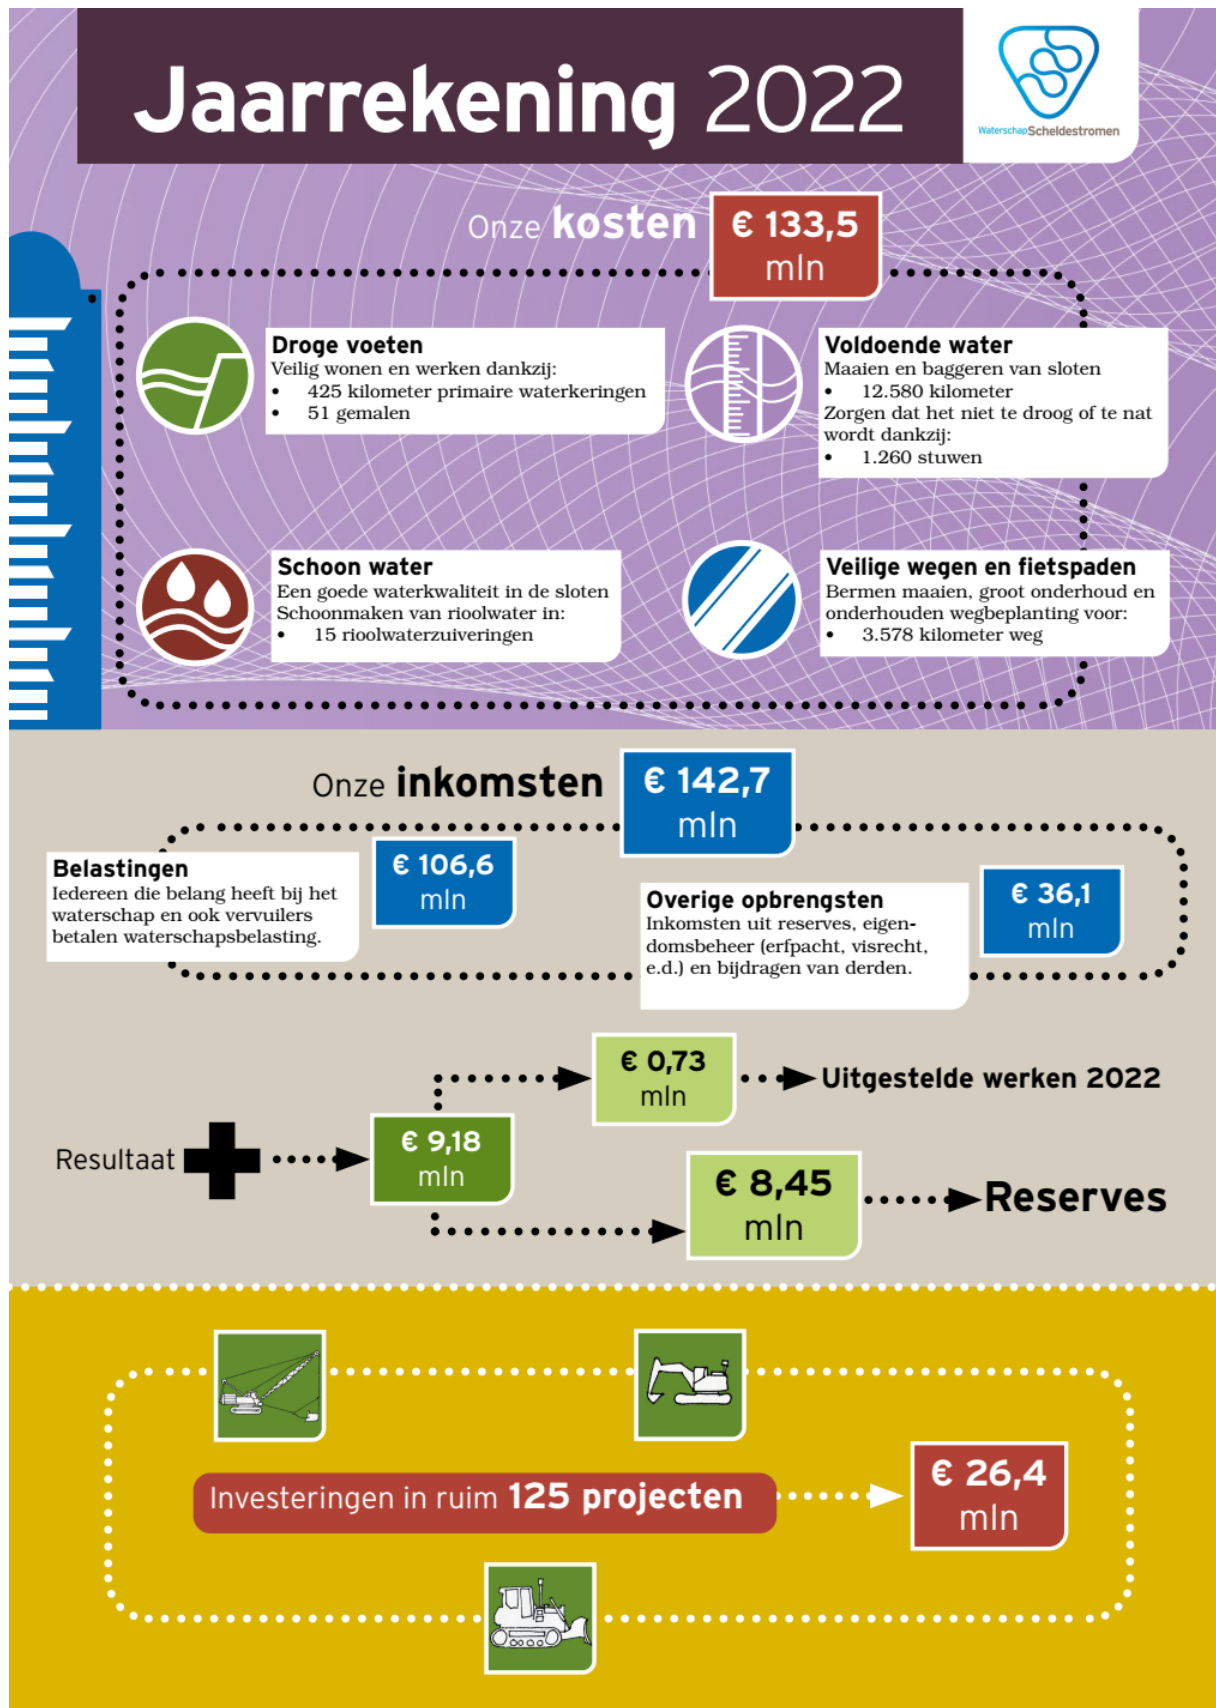 Jaarrekening 2022
WaterschapScheldestromen
Onze kosten
€ 133,5
mln
Droge voeten
Veilig wonen en werken dankzij:
• 425 kilometer primaire waterkeringen
• 51 gemalen
Voldoende water
Maaien en baggeren van sloten
• 12.580 kilometer
Zorgen dat het niet te droog of te nat
wordt dankzij:
• 1.260 stuwen
Schoon water
Een goede waterkwaliteit in de sloten
Schoonmaken van rioolwater in:
• 15 rioolwaterzuiveringen
Veilige wegen en fietspaden
Bermen maaien, groot onderhoud en
onderhouden wegbeplanting voor:
• 3.578 kilometer weg
Onze inkomsten
€ 142,7
mln
Belastingen
Iedereen die belang heeft bij het
waterschap en ook vervuilers
betalen waterschapsbelasting.
€ 106,6
mln
Overige opbrengsten
Inkomsten uit reserves, eigen-
domsbeheer (erfpacht, visrecht,
e.d.) en bijdragen van derden.
€ 36,1
mln
€ 0,73
mln
Uitgestelde werken 2022
Resultaat
€ 9,18
mln
€ 8,45
mln
Reserves
Investeringen in ruim 125 projecten
€ 26,4
mln